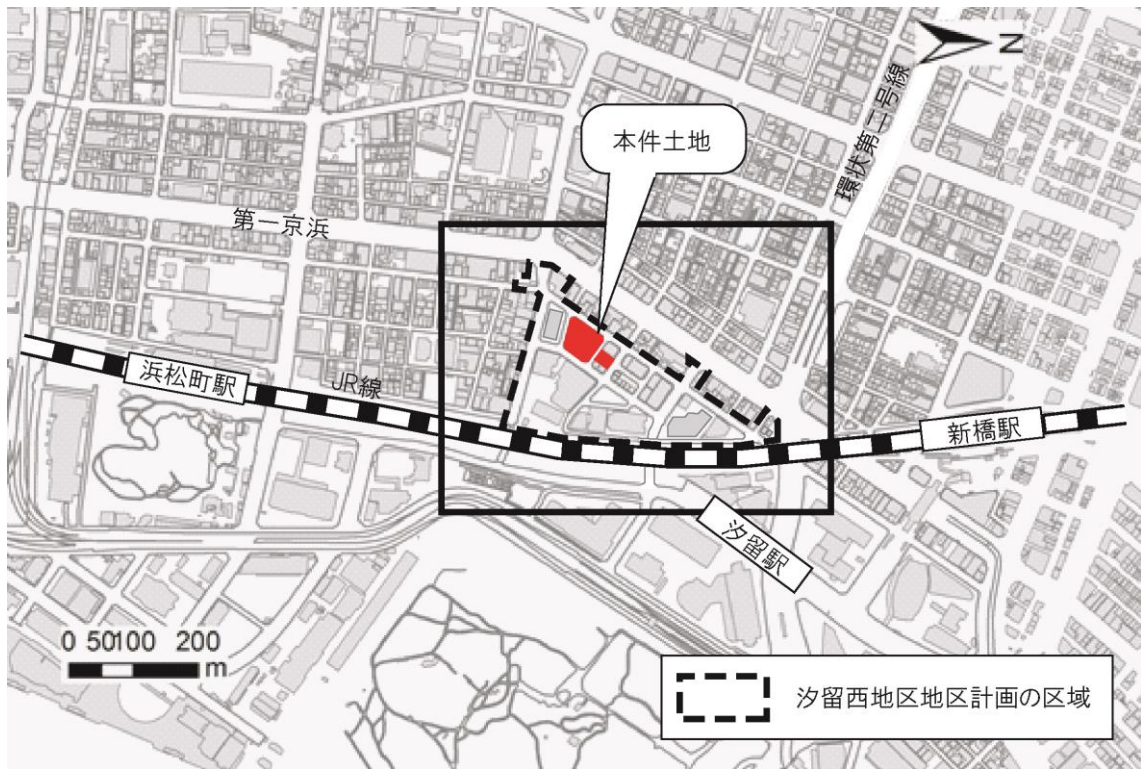 N
環状第二号線
本件土地
第一京浜
浜松町駅
JR線
新橋駅
汐留駅
0 50100 200
m
汐留西地区地区計画の区域